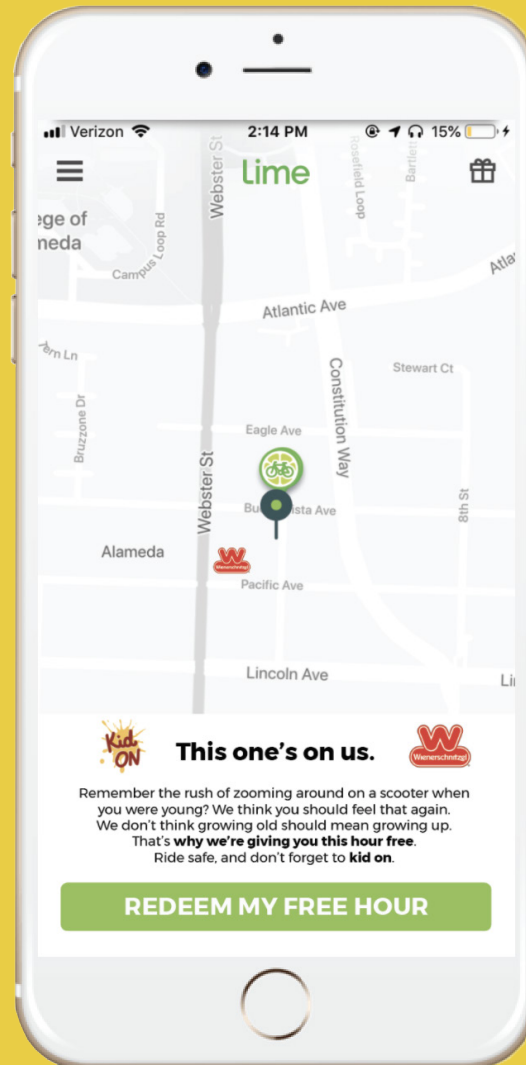 Verizon 2:14 PM 15%
Lime
Webster St
Rosefield Loop
Bartlett
ege of
meda
Campus Loop Rd
Atla
Atlantic Ave
ern Ln
Constitution Way
Stewart Ct
Bruzzone Dr
Eagle Ave
Webster St
8th St
Bu sta Ave
Alameda
W
Wienerschnitzel
Pacific Ave
Lincoln Ave
Li
Kid ON
This one's on us.
W
Wienerschnitzel
Remember the rush of zooming around on a scooter when
you were young? We think you should feel that again.
We don't think growing old should mean growing up.
That's why we're giving you this hour free.
Ride safe, and don't forget to kid on.
REDEEM MY FREE HOUR